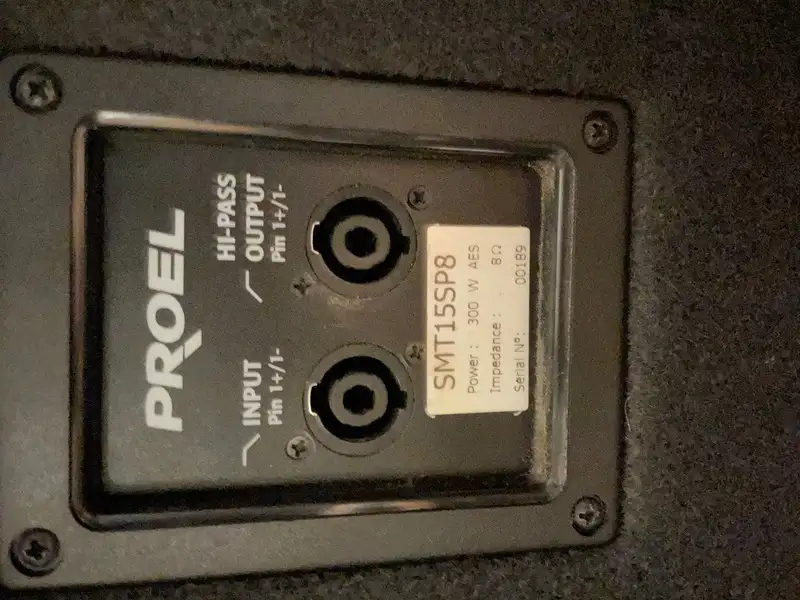 PROEL
INPUT
Pin 1+/1-
HI-PASS
OUTPUT
Pin 1+/1-
SMT15SP8
Power : 300 W AES
Impedance : 8Ω
Serial N°: 00189